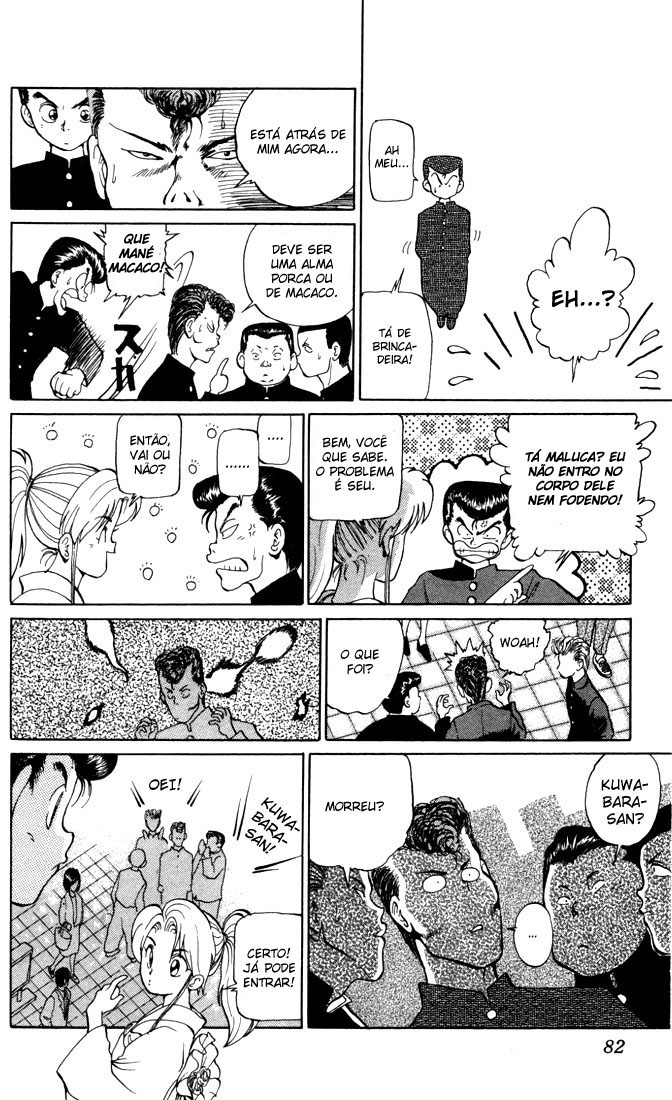 AH
MEU...
EH...?
TÁ DE
BRINCA-
DEIRA!
ESTÁ ATRÁS DE
MIM AGORA...
DEVE SER
UMA ALMA
PORCA OU
DE MACACO.
QUE
MANÉ
MACACO!
スカ
TÁ MALUCA? EU
NÃO ENTRO NO
CORPO DELE
NEM FODENDO!
BEM, VOCÊ
QUE SABE.
O PROBLEMA
É SEU.
....
......
ENTÃO,
VAI OU
NÃO?
WOAH!
O QUE
FOI?
KUWA-
BARA-
SAN?
MORREU?
...
OEI!
KUWA-
BARA-
SAN!
CERTO!
JÁ PODE
ENTRAR!
82